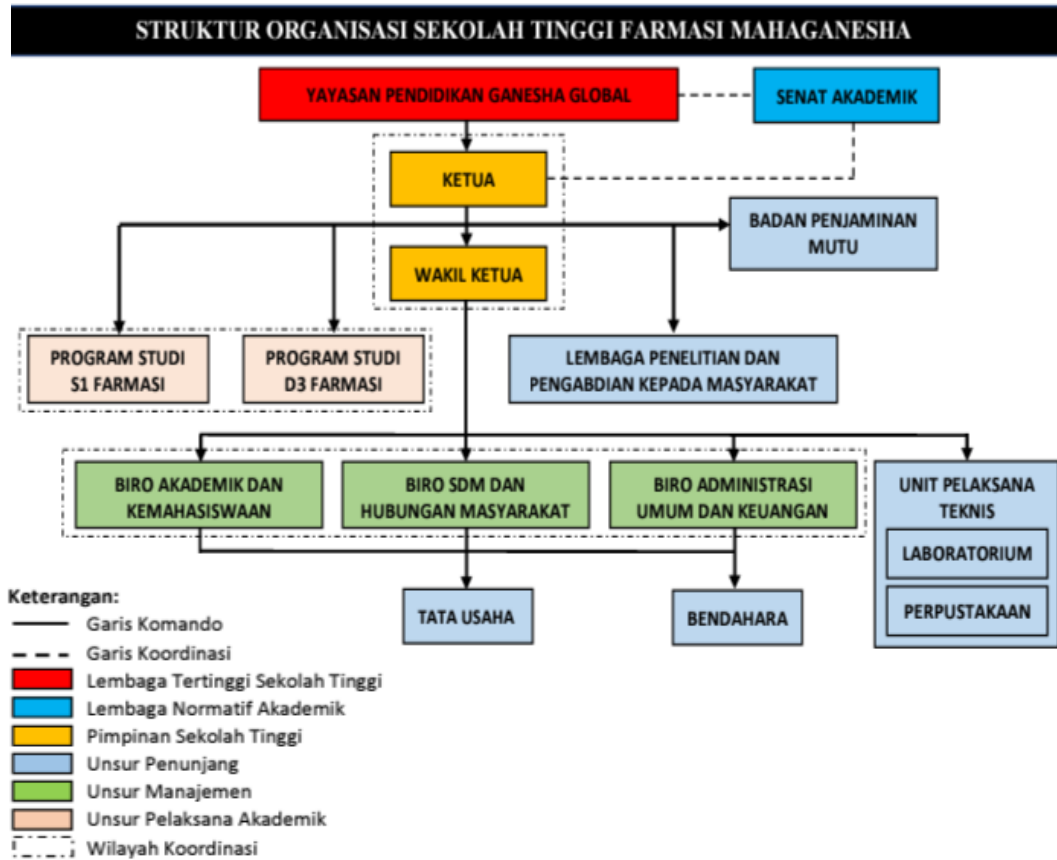 STRUKTUR ORGANISASI SEKOLAH TINGGI FARMASI MAHAGANESHA
YAYASAN PENDIDIKAN GANESHA GLOBAL
SENAT AKADEMIK
KETUA
BADAN PENJAMINAN
MUTU
WAKIL KETUA
PROGRAM STUDI
S1 FARMASI
PROGRAM STUDI
D3 FARMASI
LEMBAGA PENELITIAN DAN
PENGABDIAN KEPADA MASYARAKAT
BIRO AKADEMIK DAN
KEMAHASISWAAN
BIRO SDM DAN
HUBUNGAN MASYARAKAT
BIRO ADMINISTRASI
UMUM DAN KEUANGAN
UNIT PELAKSANA
TEKNIS
LABORATORIUM
PERPUSTAKAAN
TATA USAHA
BENDAHARA
Keterangan:
Garis Komando
Garis Koordinasi
Lembaga Tertinggi Sekolah Tinggi
Lembaga Normatif Akademik
Pimpinan Sekolah Tinggi
Unsur Penunjang
Unsur Manajemen
Unsur Pelaksana Akademik
Wilayah Koordinasi